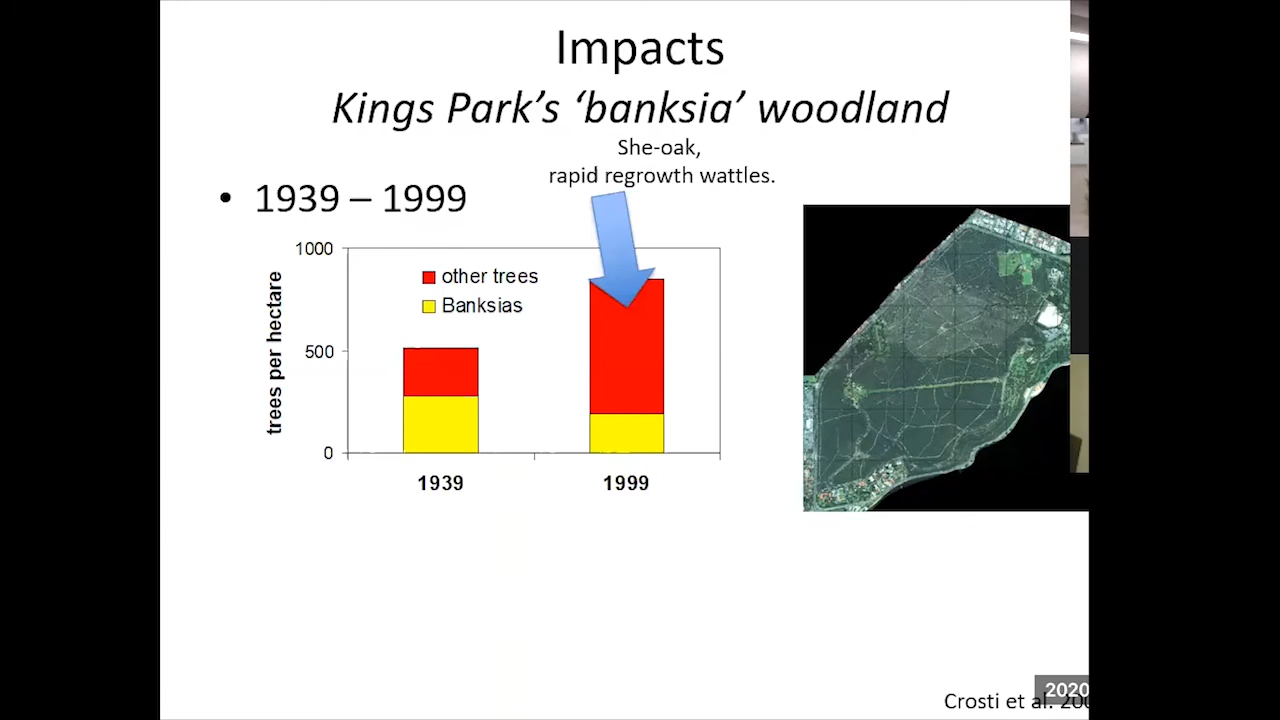 Impacts
Kings Park's 'banksia' woodland
She-oak,
rapid regrowth wattles.
• 1939 – 1999
1000
other trees
Banksias
trees per hectare
500
0
1939
1999
2020
Crosti et al.